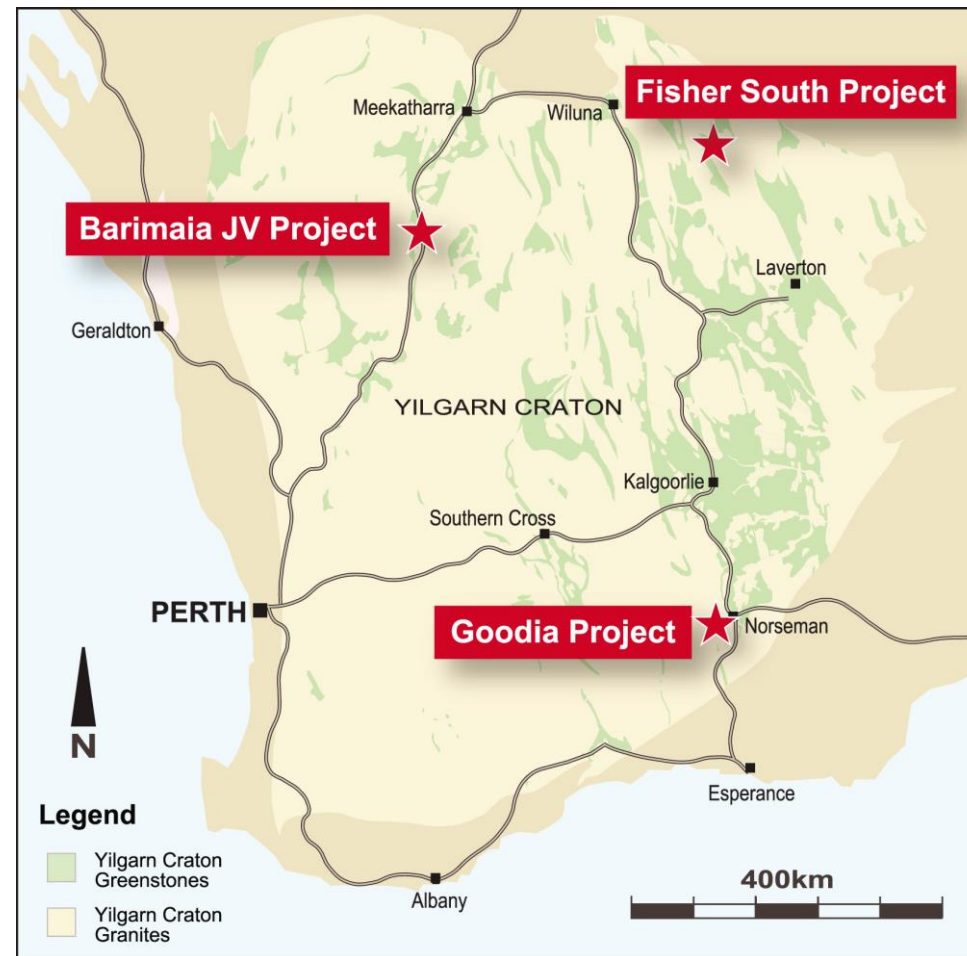 Fisher South Project
Meekatharra
Wiluna
Barimaia JV Project
Laverton
Geraldton
YILGARN CRATON
Kalgoorlie
Southern Cross
PERTH
Goodia Project
Norseman
N
Esperance
Legend
Yilgarn Craton
Greenstones
Yilgarn Craton
Granites
Albany
400km